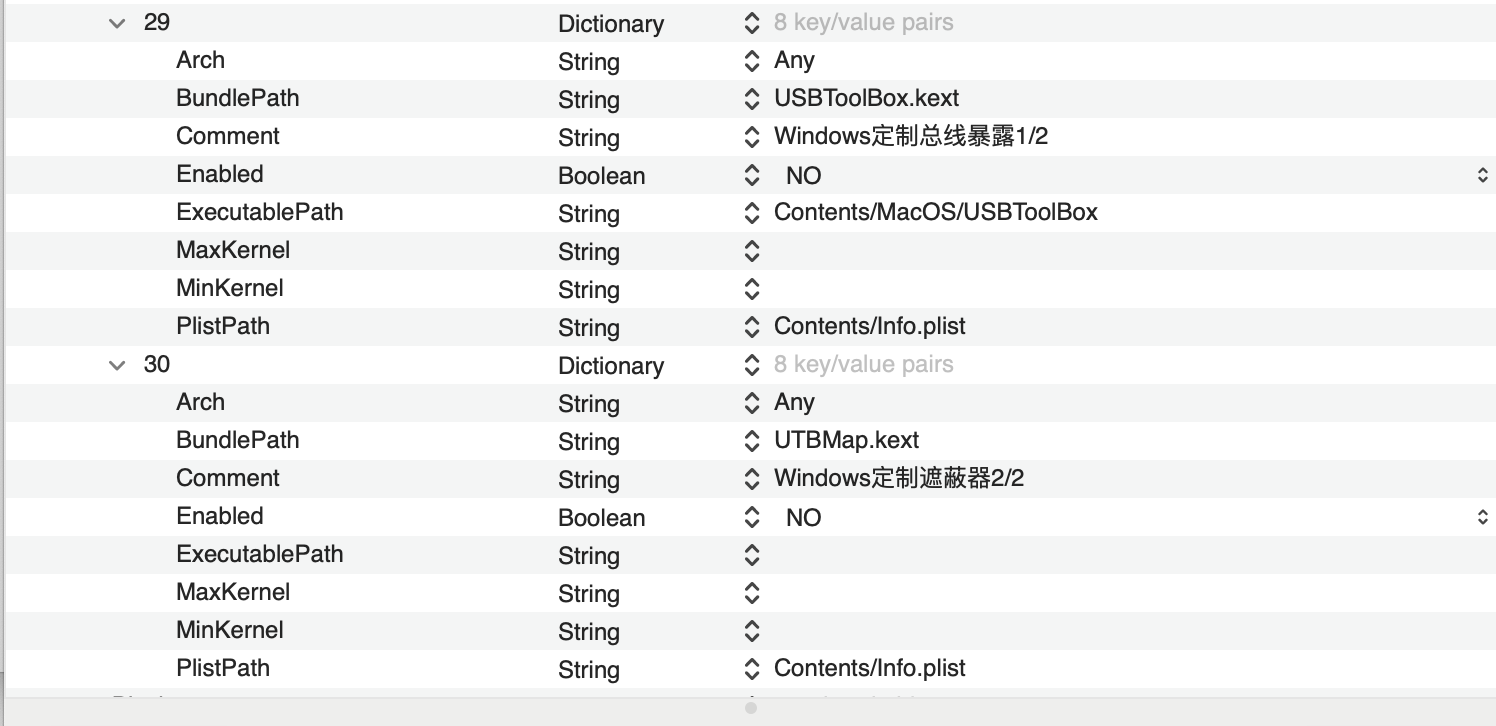 29 Dictionary 8 key/value pairs
Arch String Any
BundlePath String USBToolBox.kext
Comment String Windows定制总线暴露1/2
Enabled Boolean NO
ExecutablePath String Contents/MacOS/USBToolBox
MaxKernel String
MinKernel String
PlistPath String Contents/Info.plist
30 Dictionary 8 key/value pairs
Arch String Any
BundlePath String UTBMap.kext
Comment String Windows定制遮蔽器2/2
Enabled Boolean NO
ExecutablePath String
MaxKernel String
MinKernel String
PlistPath String Contents/Info.plist